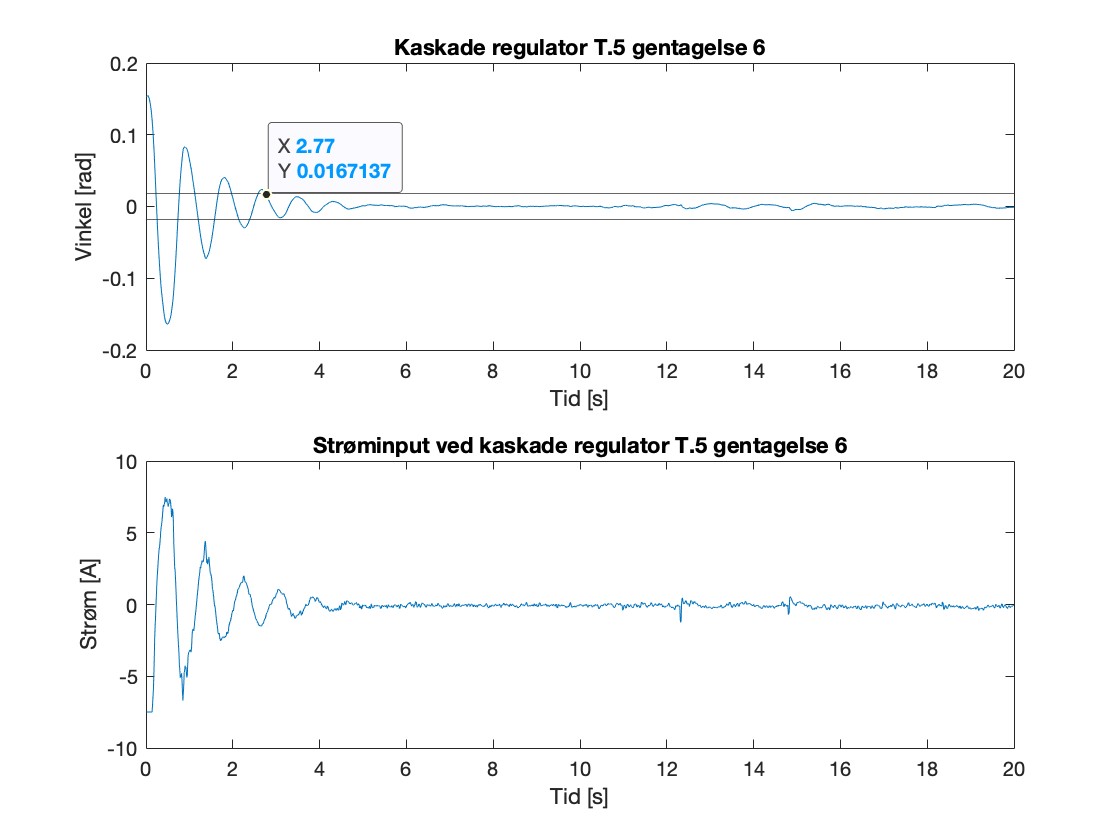 Kaskade regulator T.5 gentagelse 6
0.2
0.1
0
-0.1
-0.2
Vinkel [rad]
X 2.77
Y 0.0167137
0 2 4 6 8 10 12 14 16 18 20
Tid [s]
Strøminput ved kaskade regulator T.5 gentagelse 6
10
5
0
-5
-10
Strøm [A]
0 2 4 6 8 10 12 14 16 18 20
Tid [s]